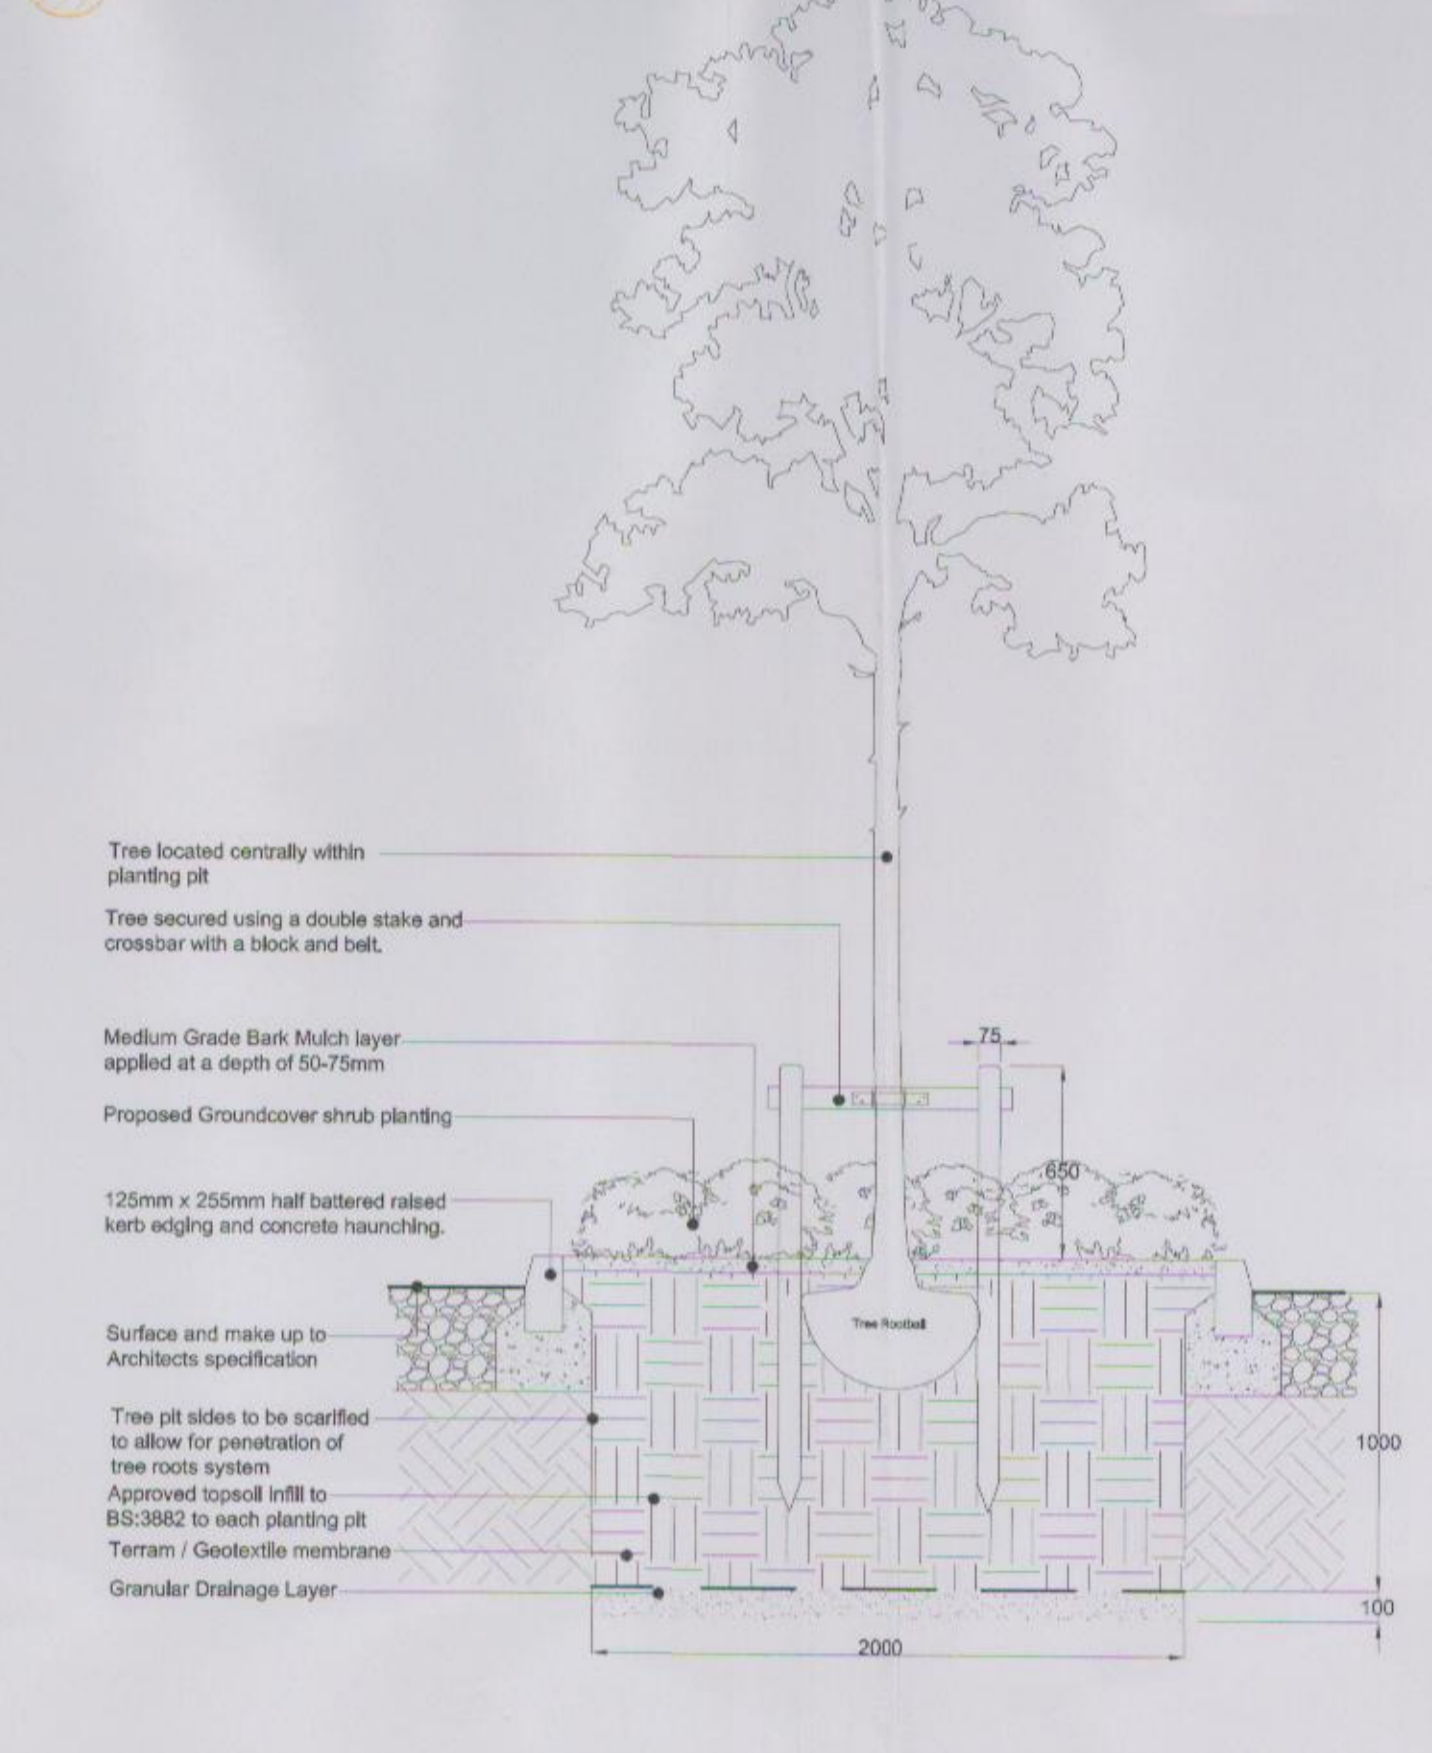 Tree located centrally within
planting pit
Tree secured using a double stake and
crossbar with a block and belt.
Medium Grade Bark Mulch layer
applied at a depth of 50-75mm
75
Proposed Groundcover shrub planting
650
125mm x 255mm half battered raised
kerb edging and concrete haunching.
Tree Rootball
Surface and make up to
Architects specification
Tree pit sides to be scarified
to allow for penetration of
tree roots system
1000
Approved topsoil infill to
BS:3882 to each planting pit
Terram / Geotextile membrane
Granular Drainage Layer
100
2000